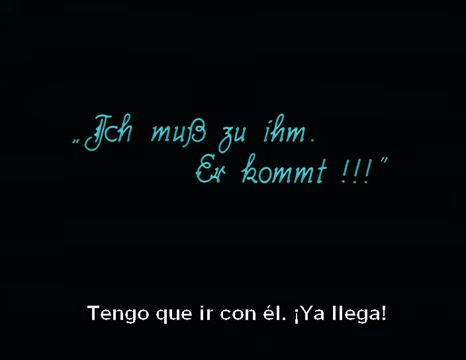 „Ich muß zu ihm.
Er kommt !!!”
Tengo que ir con él. ¡Ya llega!